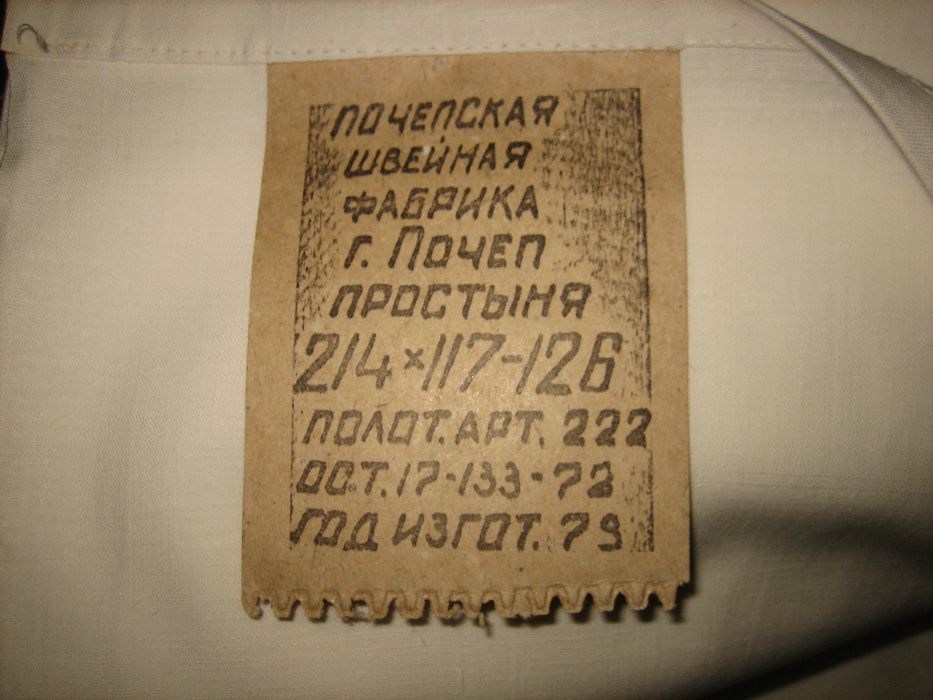 ПОЧЕПСКАЯ
ШВЕЙНАЯ
ФАБРИКА
г. ПОЧЕП
ПРОСТЫНЯ
214×117-126
ПОЛОТ. АРТ. 222
ОСТ. 17-133-72
ГОД ИЗГОТ. 79